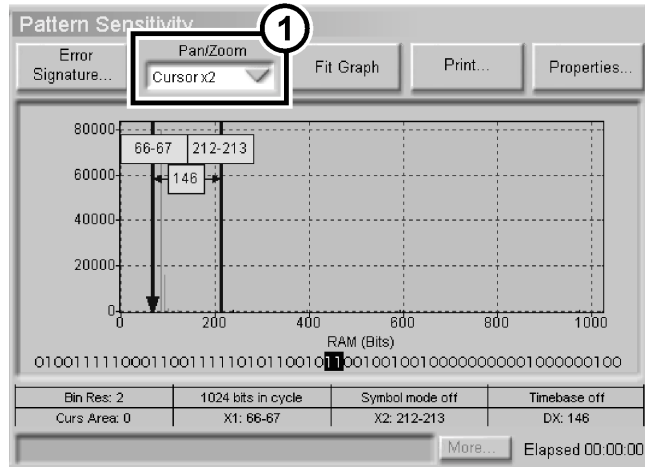 Pattern Sensitivity
1
Error
Signature...
Pan/Zoom
Cursor x2
Fit Graph
Print...
Properties...
80000
66-67
212-213
60000
146
40000
20000
0
0
200
400
600
800
1000
RAM (Bits)
0100111110001100111110101100101100100100100000000001000000100
Bin Res: 2
1024 bits in cycle
Symbol mode off
Timebase off
Curs Area: 0
X1: 66-67
X2: 212-213
DX: 146
More...
Elapsed 00:00:00